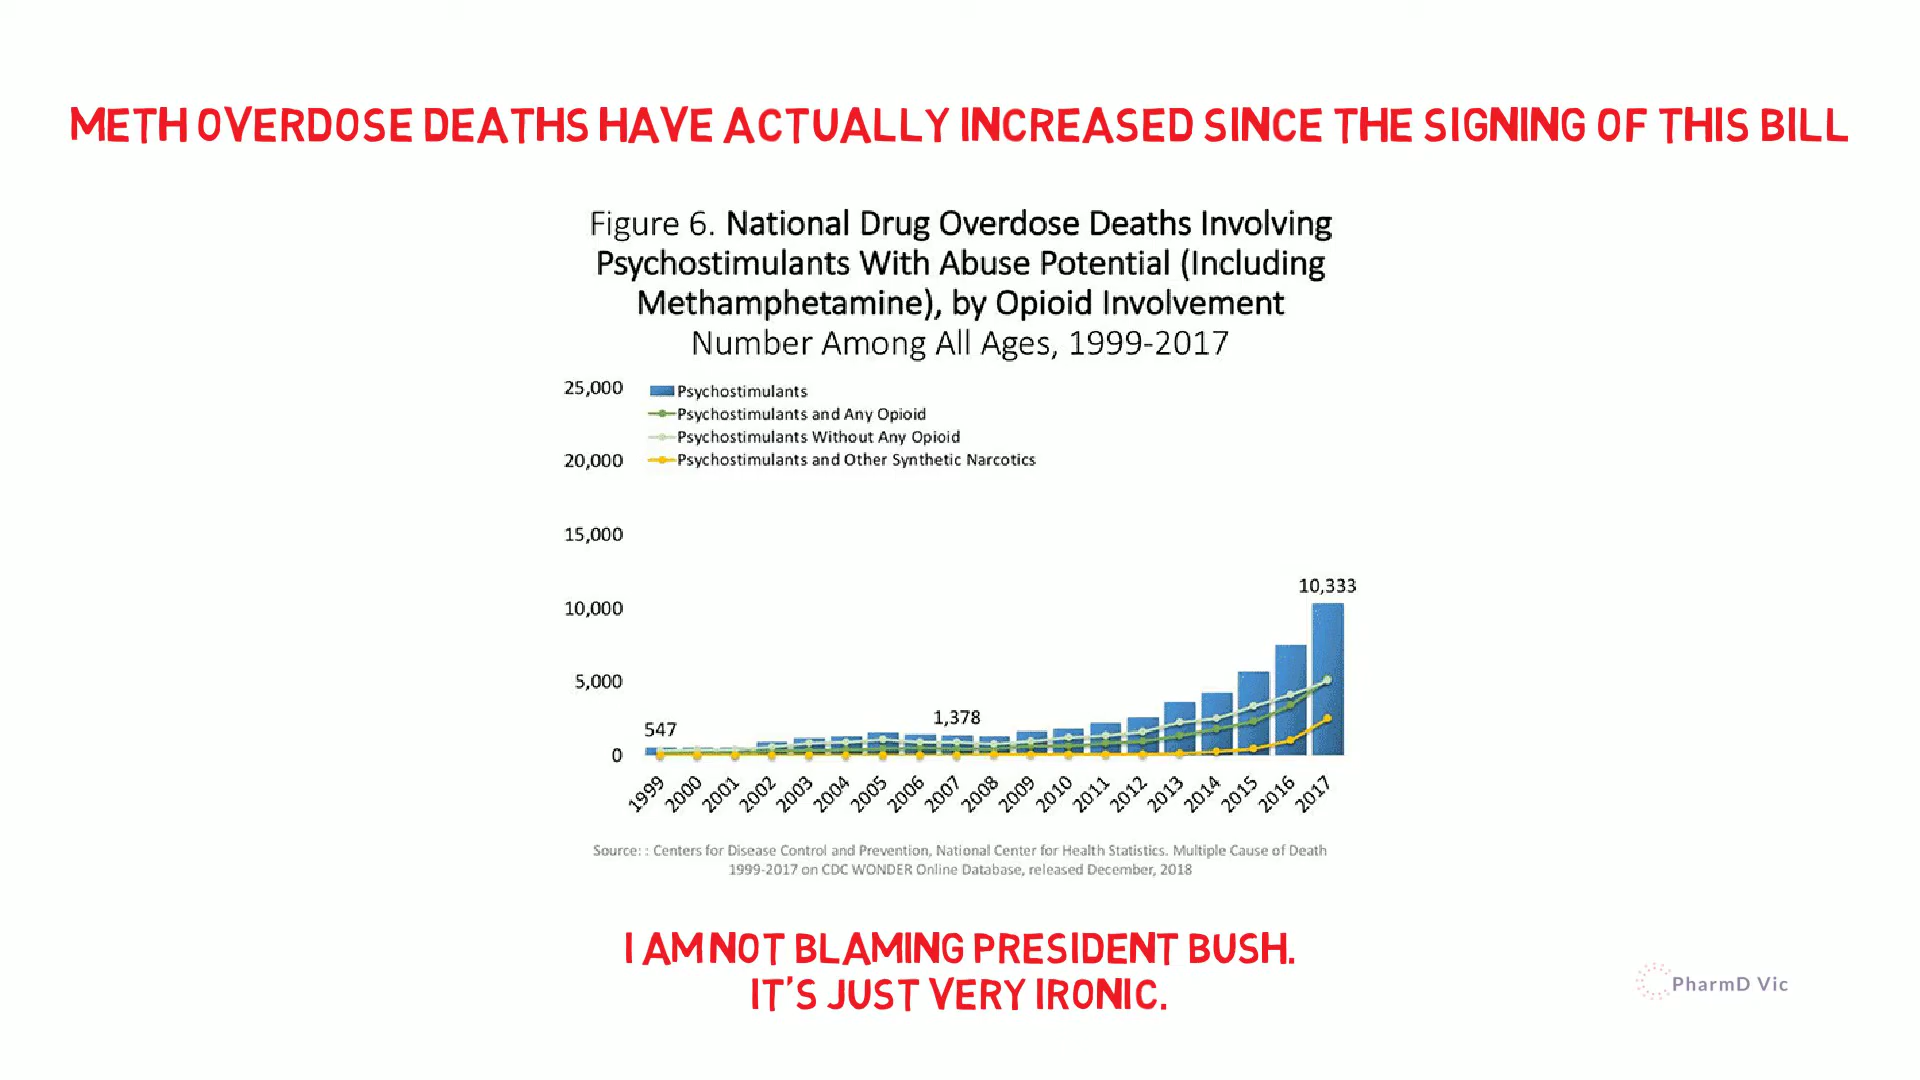 METH OVERDOSE DEATHS HAVE ACTUALLY INCREASED SINCE THE SIGNING OF THIS BILL
Figure 6. National Drug Overdose Deaths Involving
Psychostimulants With Abuse Potential (Including
Methamphetamine), by Opioid Involvement
Number Among All Ages, 1999-2017
25,000
Psychostimulants
Psychostimulants and Any Opioid
Psychostimulants Without Any Opioid
20,000
Psychostimulants and Other Synthetic Narcotics
15,000
10,333
10,000
5,000
1,378
547
0
1999 2000 2001 2002 2003 2004 2005 2006 2007 2008 2009 2010 2011 2012 2013 2014 2015 2016 2017
Source: : Centers for Disease Control and Prevention, National Center for Health Statistics. Multiple Cause of Death
1999-2017 on CDC WONDER Online Database, released December, 2018
I AM NOT BLAMING PRESIDENT BUSH.
IT'S JUST VERY IRONIC.
PharmD Vic